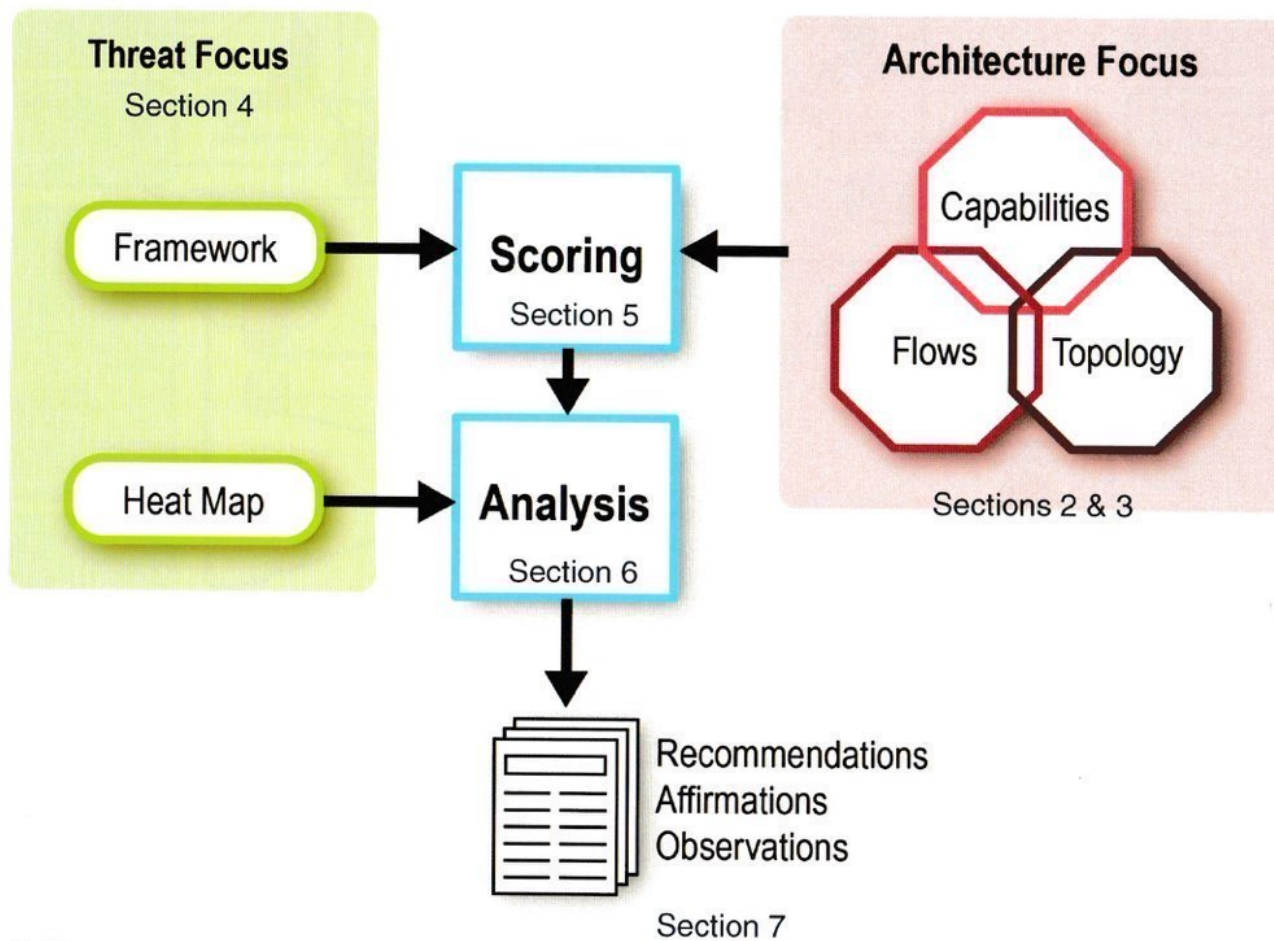 Threat Focus
Section 4
Framework
Heat Map
Scoring
Section 5
Analysis
Section 6
Architecture Focus
Capabilities
Flows
Topology
Sections 2 & 3
Recommendations
Affirmations
Observations
Section 7